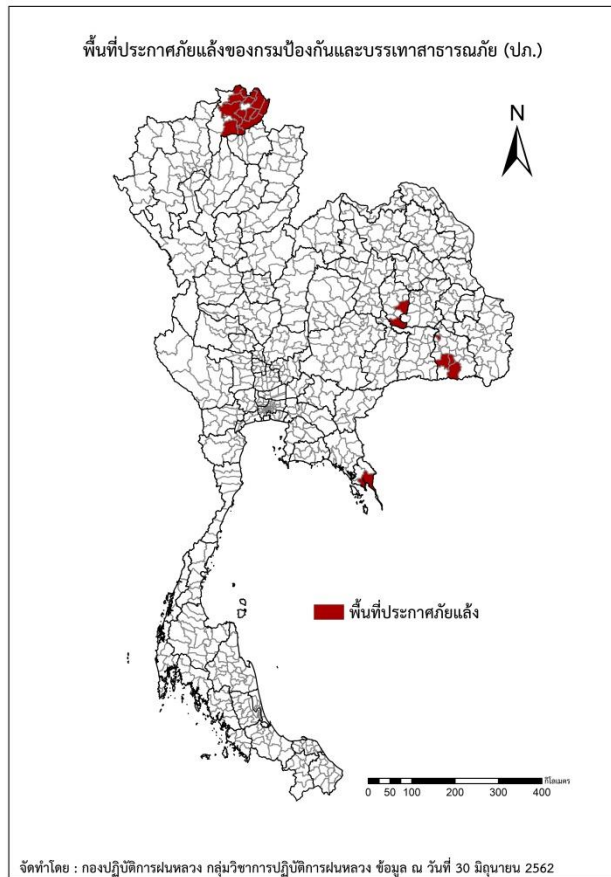 พื้นที่ประกาศภัยแล้งของกรมป้องกันและบรรเทาสาธารณภัย (ปภ.)
N
พื้นที่ประกาศภัยแล้ง
กิโลเมตร
0 25 50 100 200 300 400
จัดทำโดย : กองปฏิบัติการฝนหลวง กลุ่มวิชาการปฏิบัติการฝนหลวง ข้อมูล ณ วันที่ 30 มิถุนายน 2562